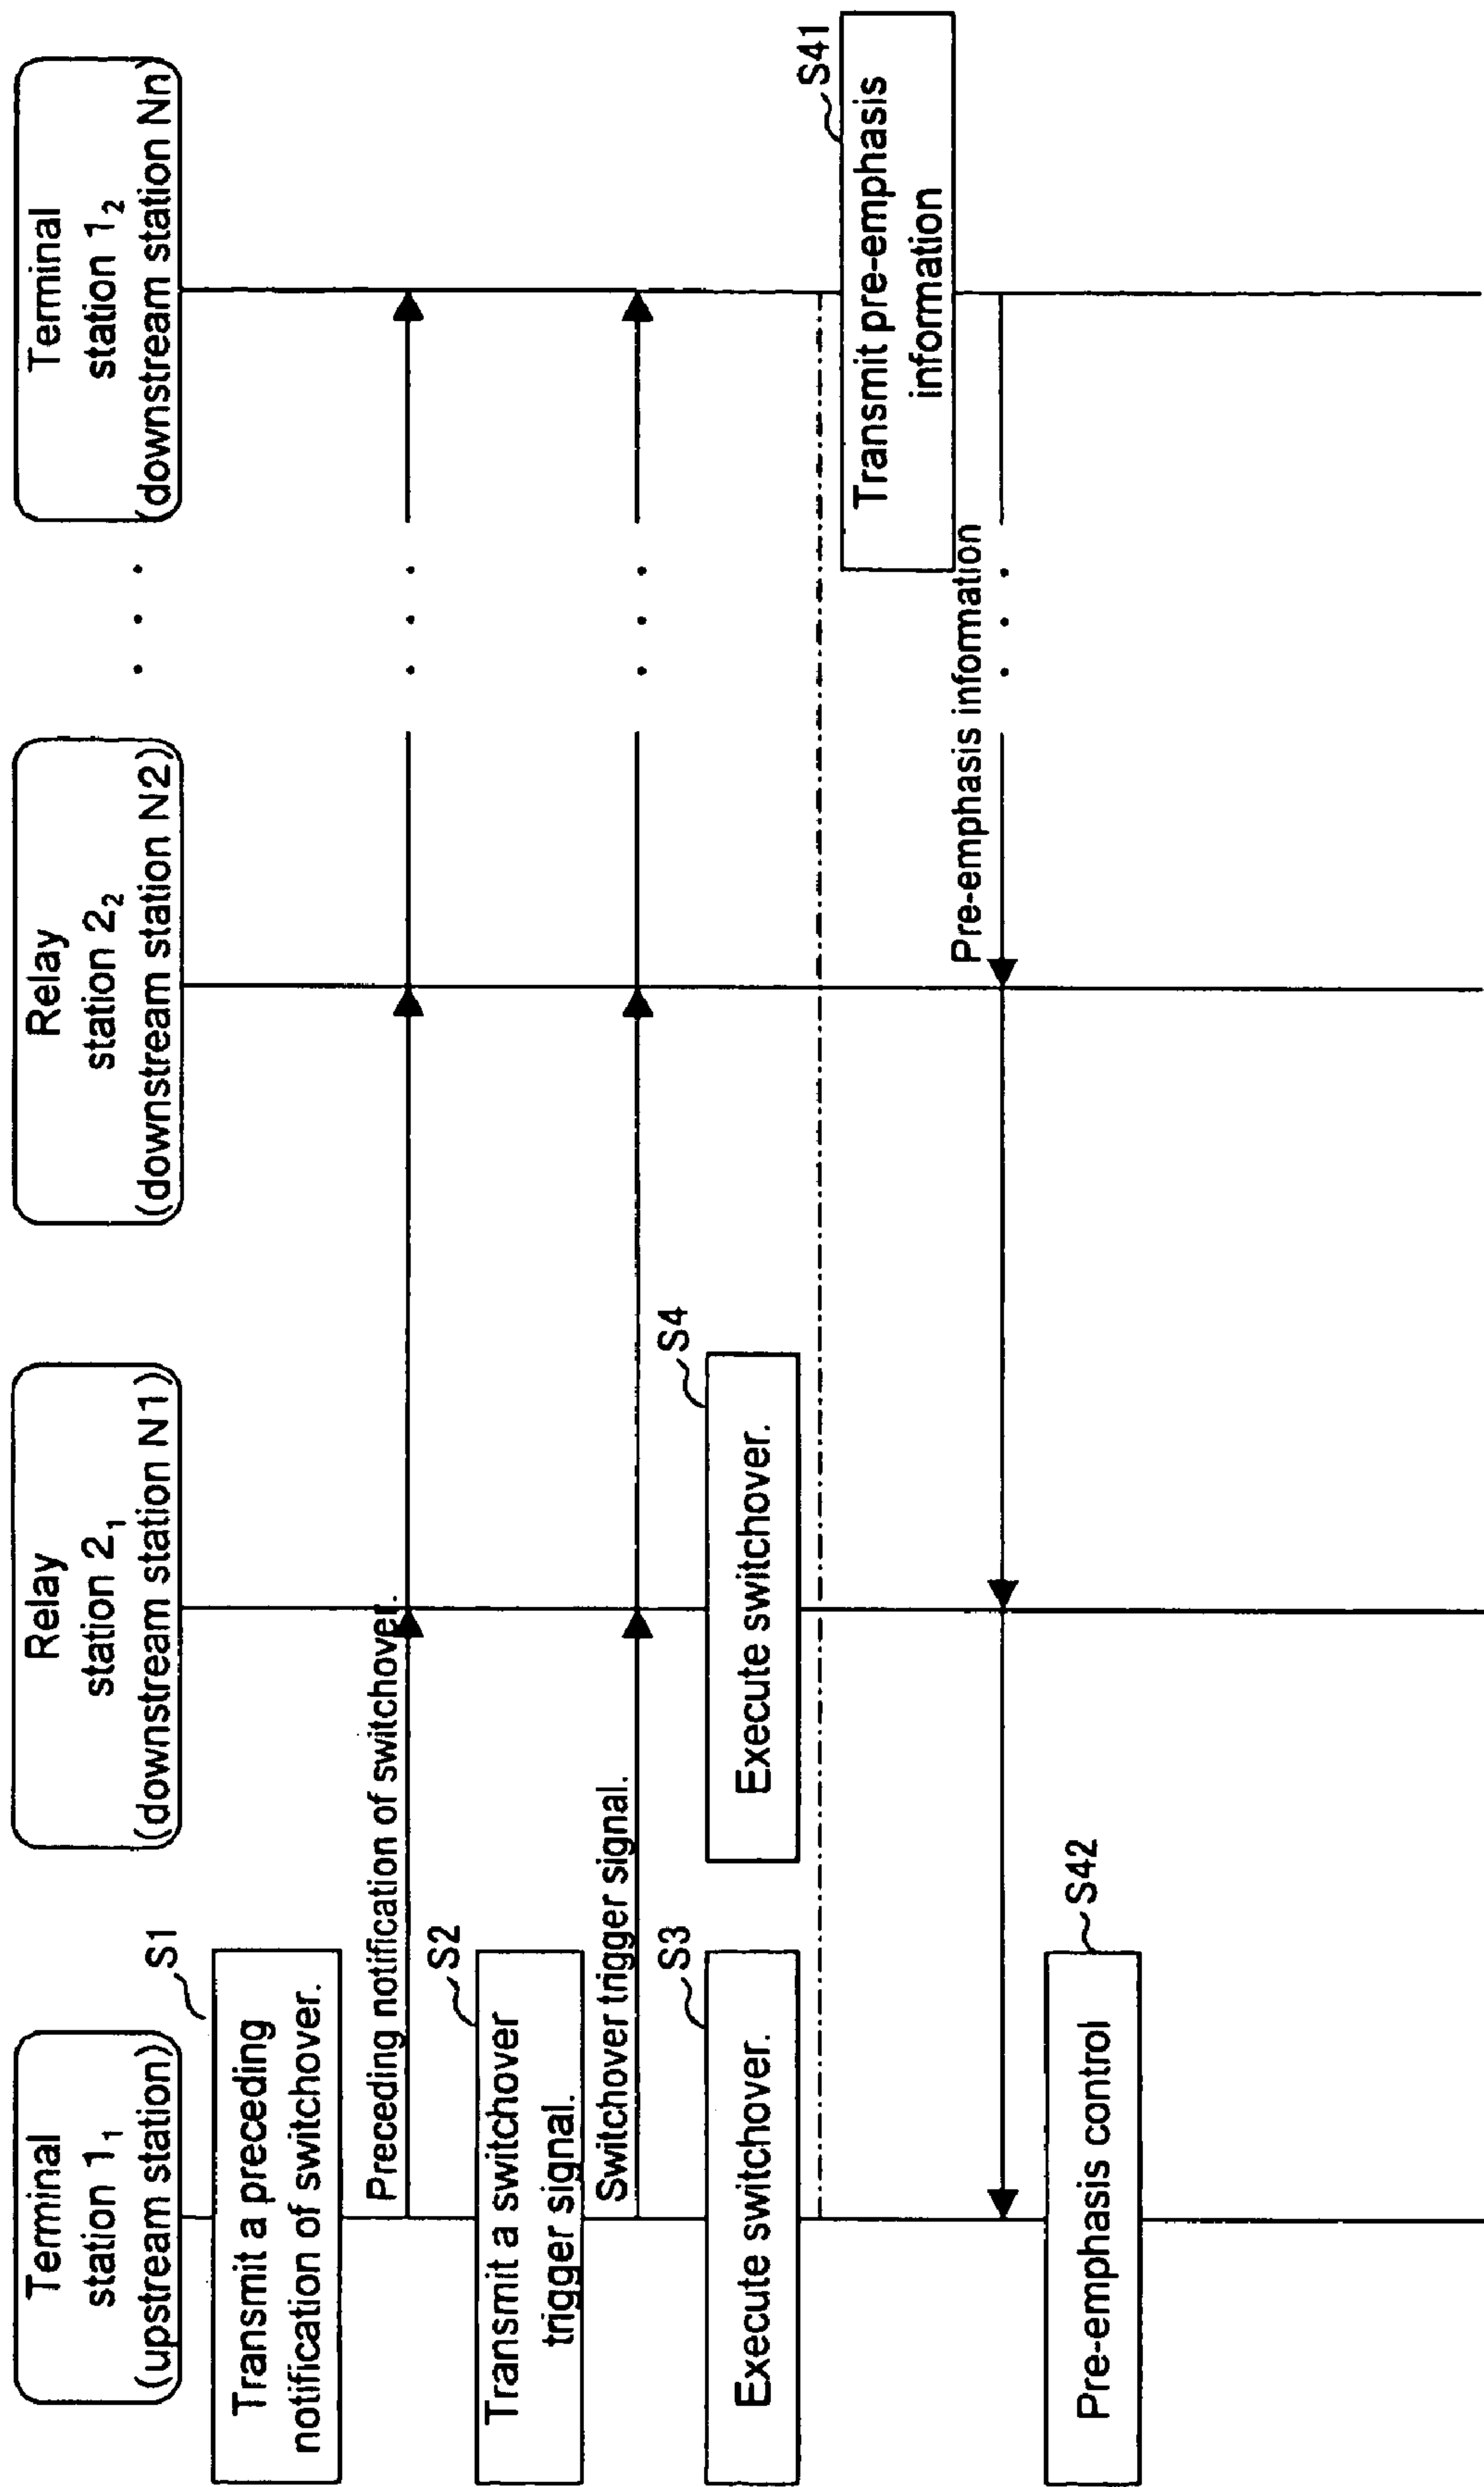 Terminal
station 1₁
(upstream station)
Relay
station 2₁
(downstream station N1)
Relay
station 2₂
(downstream station N2)
. . .
Terminal
station 1₂
(downstream station Nn)
S1
Transmit a preceding
notification of switchover.
Preceding notification of switchover.
. . .
S2
Transmit a switchover
trigger signal.
Switchover trigger signal.
. . .
S3
Execute switchover.
S4
Execute switchover.
S41
Transmit pre-emphasis
information
Pre-emphasis information
. . .
S42
Pre-emphasis control